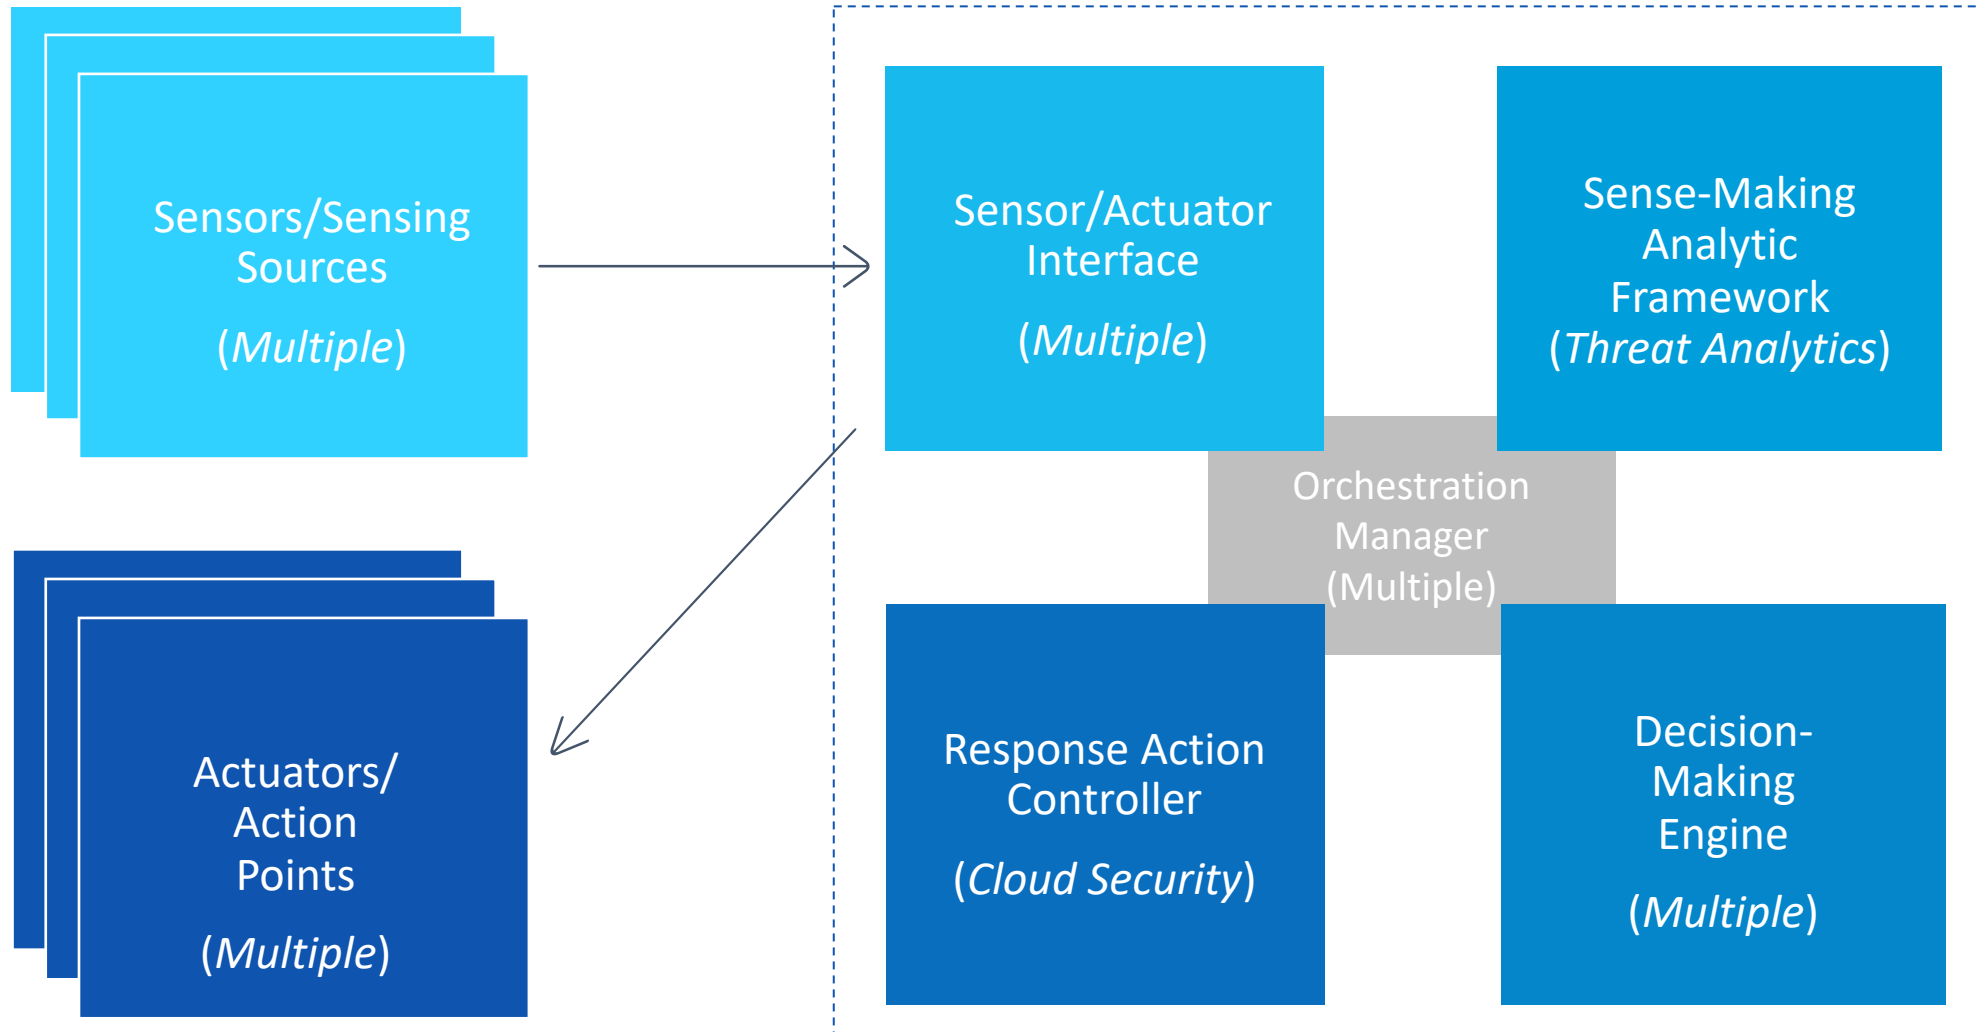 Sensors/Sensing
Sources
(Multiple)
Sensor/Actuator
Interface
(Multiple)
Sense-Making
Analytic
Framework
(Threat Analytics)
Orchestration
Manager
(Multiple)
Actuators/
Action
Points
(Multiple)
Response Action
Controller
(Cloud Security)
Decision-
Making
Engine
(Multiple)